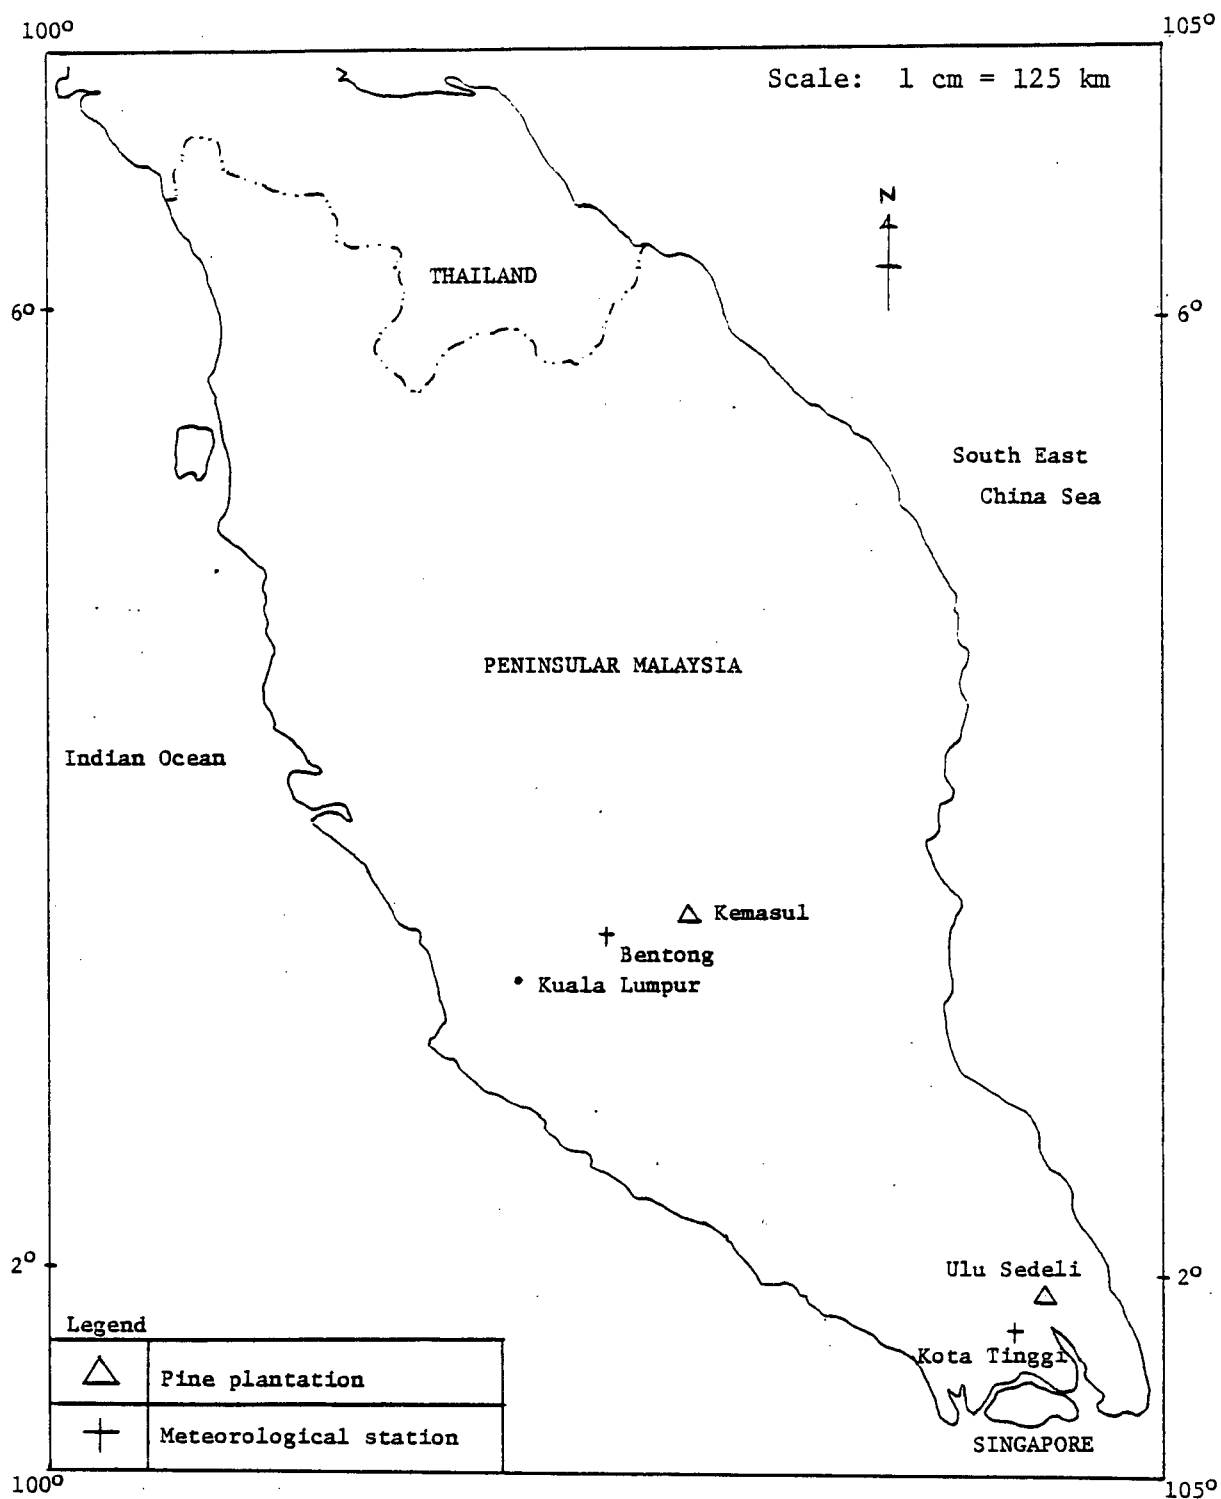 100° 105°
Scale: 1 cm = 125 km
N
THAILAND
6° 6°
South East
China Sea
PENINSULAR MALAYSIA
Indian Ocean
Kemasul
Bentong
Kuala Lumpur
2° 2°
Ulu Sedeli
Legend
Kota Tinggi
Pine plantation
Meteorological station
SINGAPORE
100° 105°